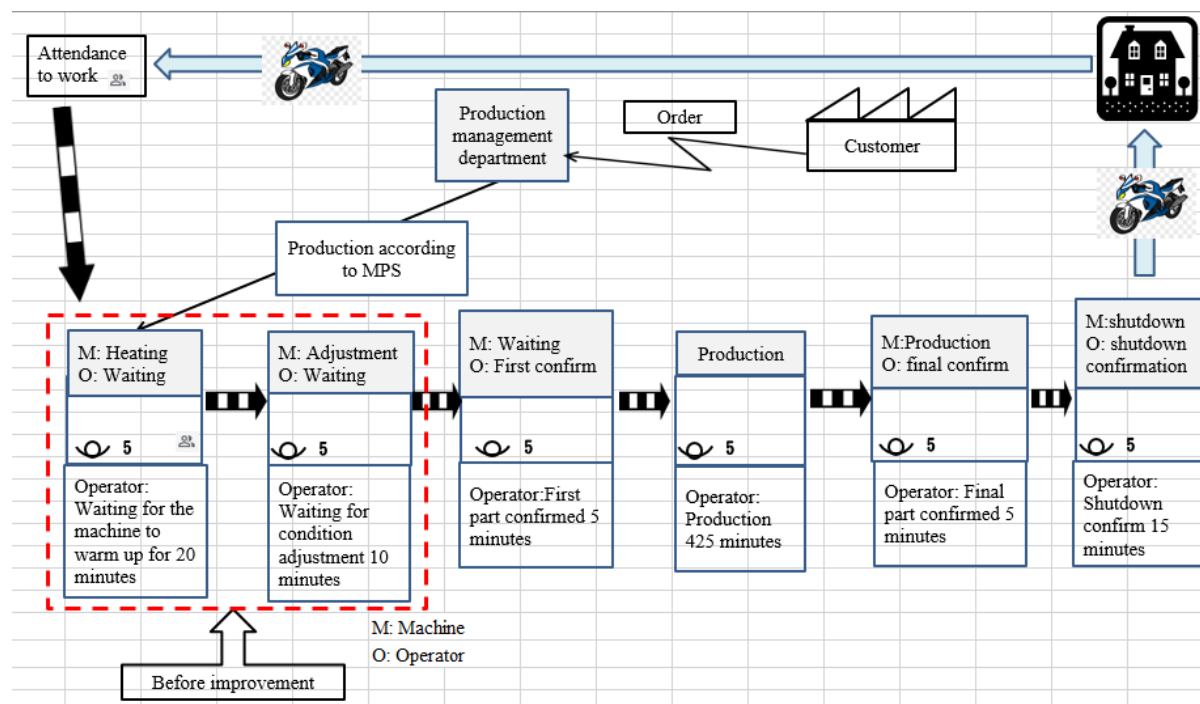 Attendance
to work
Production
management
department
Order
Customer
Production according
to MPS
M: Heating
O: Waiting
5
Operator:
Waiting for the
machine to
warm up for 20
minutes
M: Adjustment
O: Waiting
5
Operator:
Waiting for
condition
adjustment 10
minutes
M: Waiting
O: First confirm
5
Operator:First
part confirmed 5
minutes
Production
5
Operator:
Production
425 minutes
M:Production
O: final confirm
5
Operator: Final
part confirmed 5
minutes
M:shutdown
O: shutdown
confirmation
5
Operator:
Shutdown
confirm 15
minutes
M: Machine
O: Operator
Before improvement